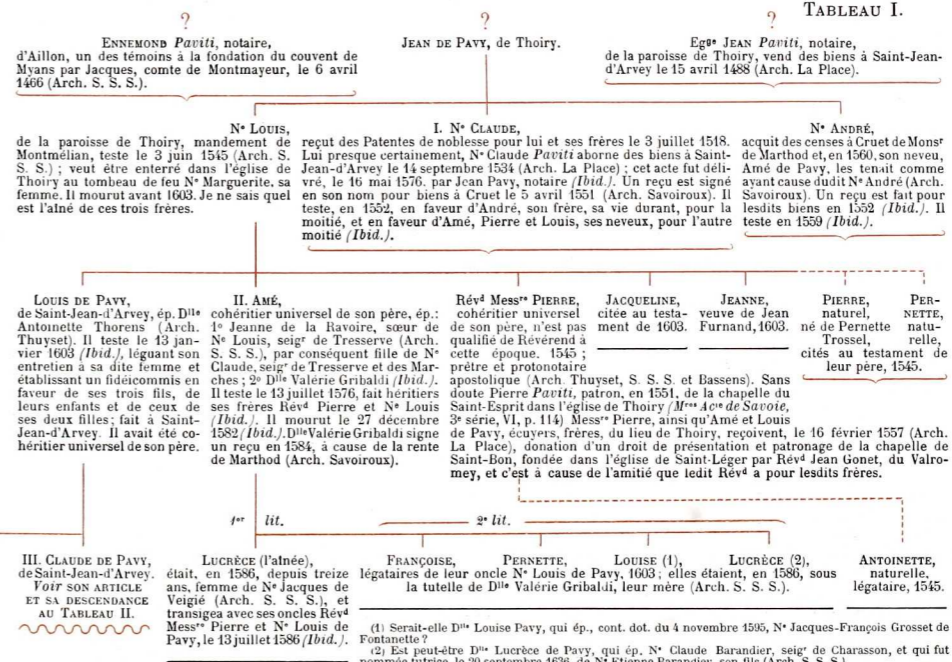 TABLEAU I.
?
ENNEMOND Paviti, notaire,
d'Aillon, un des témoins à la fondation du couvent de
Myans par Jacques, comte de Montmayeur, le 6 avril
1466 (Arch. S. S. S.).
?
JEAN DE PAVY, de Thoiry.
?
Egge JEAN Paviti, notaire,
de la paroisse de Thoiry, vend des biens à Saint-Jean-
d'Arvey le 15 avril 1488 (Arch. La Place).
Ne LOUIS,
de la paroisse de Thoiry, mandement de
Montmélian, teste le 3 juin 1545 (Arch. S.
S. S.) ; veut être enterré dans l'église de
Thoiry au tombeau de feu Ne Marguerite, sa
femme. Il mourut avant 1603. Je ne sais quel
est l'aîné de ces trois frères.
I. Ne CLAUDE,
reçut des Patentes de noblesse pour lui et ses frères le 3 juillet 1518.
Lui presque certainement, Ne Claude Paviti aborne des biens à Saint-
Jean-d'Arvey le 14 septembre 1534 (Arch. La Place) ; cet acte fut déli-
vré, le 16 mai 1576, par Jean Pavy, notaire (Ibid.). Un reçu est signé
en son nom pour biens à Cruet le 5 avril 1551 (Arch. Savoiroux). Il
teste, en 1552, en faveur d'André, son frère, sa vie durant, pour la
moitié, et en faveur d'Amé, Pierre et Louis, ses neveux, pour l'autre
moitié (Ibid.).
Ne ANDRÉ,
acquit des censes à Cruet de Monsr
de Marthod et, en 1560, son neveu,
Amé de Pavy, les tenait comme
ayant cause dudit Ne André (Arch.
Savoiroux). Un reçu est fait pour
lesdits biens en 1552 (Ibid.). Il
teste en 1559 (Ibid.).
LOUIS DE PAVY,
de Saint-Jean-d'Arvey, ép. Dlle
Antoinette Thorens (Arch.
Thuyset). Il teste le 13 jan-
vier 1603 (Ibid.), léguant son
entretien à sa dite femme et
établissant un fidéicommis en
faveur de ses trois fils, de
leurs enfants et de ceux de
ses deux filles ; fait à Saint-
Jean-d'Arvey. Il avait été co-
héritier universel de son père.
II. AMÉ,
cohéritier universel de son père, ép.:
1o Jeanne de la Ravoire, sœur de
Ne Louis, seigr de Tresserve (Arch.
S. S. S.), par conséquent fille de Ne
Claude, seigr de Tresserve et des Mar-
ches ; 2o Dlle Valérie Gribaldi (Ibid.).
Il teste le 13 juillet 1576, fait héritiers
ses frères Révd Pierre et Ne Louis
(Ibid.). Il mourut le 27 décembre
1582 (Ibid.). Dlle Valérie Gribaldi signe
un reçu en 1584, à cause de la rente
de Marthod (Arch. Savoiroux).
Révd Messre PIERRE,
cohéritier universel
de son père, n'est pas
qualifié de Révérend à
cette époque. 1545 ;
prêtre et protonotaire
apostolique (Arch. Thuyset, S. S. S. et Bassens). Sans
doute Pierre Paviti, patron, en 1551, de la chapelle du
Saint-Esprit dans l'église de Thoiry (Mres Acie de Savoie,
3e série, VI, p. 114) Messre Pierre, ainsi qu'Amé et Louis
de Pavy, écuyers, frères, du lieu de Thoiry, reçoivent, le 16 février 1557 (Arch.
La Place), donation d'un droit de présentation et patronage de la chapelle de
Saint-Bon, fondée dans l'église de Saint-Léger par Révd Jean Gonet, du Valro-
mey, et c'est à cause de l'amitié que ledit Révd a pour lesdits frères.
JACQUELINE,
citée au testa-
ment de 1603.
JEANNE,
veuve de Jean
Furnand, 1603.
PIERRE,
naturel,
né de Pernette
Trossel,
PER-
NETTE,
natu-
relle,
cités au testament de
leur père, 1545.
1er lit.
2e lit.
III. CLAUDE DE PAVY,
de Saint-Jean-d'Arvey.
Voir SON ARTICLE
ET SA DESCENDANCE
AU TABLEAU II.
LUCRÈCE (l'aînée),
était, en 1586, depuis treize
ans, femme de Ne Jacques de
Veigié (Arch. S. S. S.), et
transigea avec ses oncles Révd
Messre Pierre et Ne Louis de
Pavy, le 13 juillet 1586 (Ibid.).
FRANÇOISE, PERNETTE, LOUISE (1), LUCRÈCE (2),
légataires de leur oncle Ne Louis de Pavy, 1603 ; elles étaient, en 1586, sous
la tutelle de Dlle Valérie Gribaldi, leur mère (Arch. S. S. S.).
ANTOINETTE,
naturelle,
légataire, 1545.
(1) Serait-elle Dlle Louise Pavy, qui ép., cont. dot. du 4 novembre 1595, Ne Jacques-François Grosset de
Fontanette ?
(2) Est peut-être Dlle Lucrèce de Pavy, qui ép. Ne Claude Barandier, seigr de Charasson, et qui fut
nommée tutrice, le 20 septembre 1636, de Ne Etienne Barandier, son fils (Arch. S. S. S.)